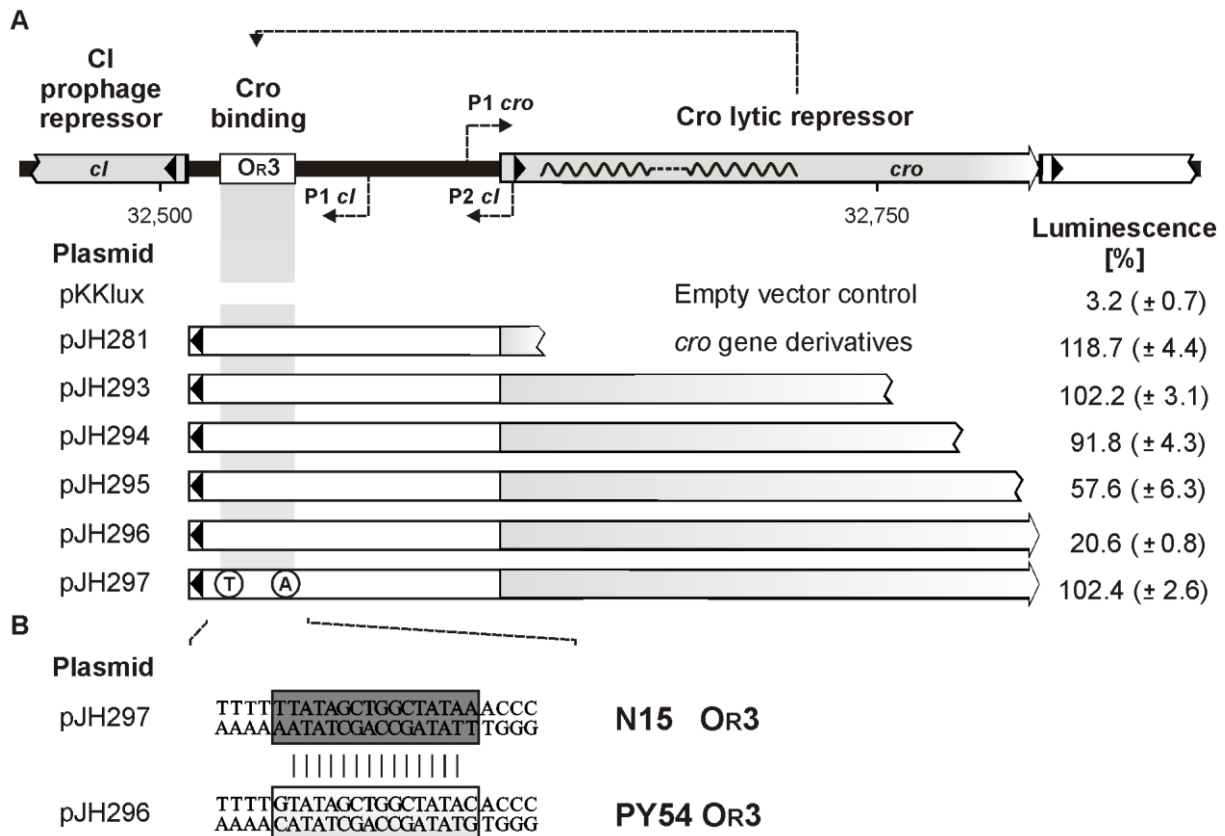 A
CI prophage repressor
Cro binding
P1 cro
Cro lytic repressor
cI
OR3
cro
P1 cI
P2 cI
32,500
32,750
Luminescence [%]
Plasmid
pKKlux Empty vector control 3.2 (± 0.7)
pJH281 cro gene derivatives 118.7 (± 4.4)
pJH293 102.2 (± 3.1)
pJH294 91.8 (± 4.3)
pJH295 57.6 (± 6.3)
pJH296 20.6 (± 0.8)
pJH297 T A 102.4 (± 2.6)
B
Plasmid
pJH297 TTTTTTATAGCTGGCTATAAACCC N15 OR3
AAAAAATATCGACCGATATTTGGG
pJH296 TTTTGTATAGCTGGCTATACACCC PY54 OR3
AAAACATATCGACCGATATGTGGG